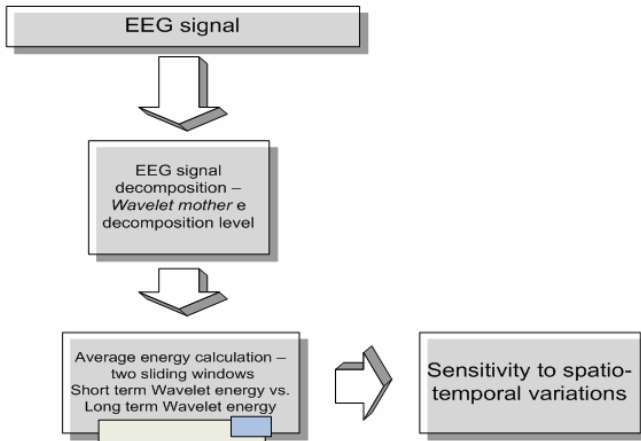 EEG signal
EEG signal
decomposition –
Wavelet mother e
decomposition level
Average energy calculation –
two sliding windows
Short term Wavelet energy vs.
Long term Wavelet energy
Sensitivity to spatio-
temporal variations